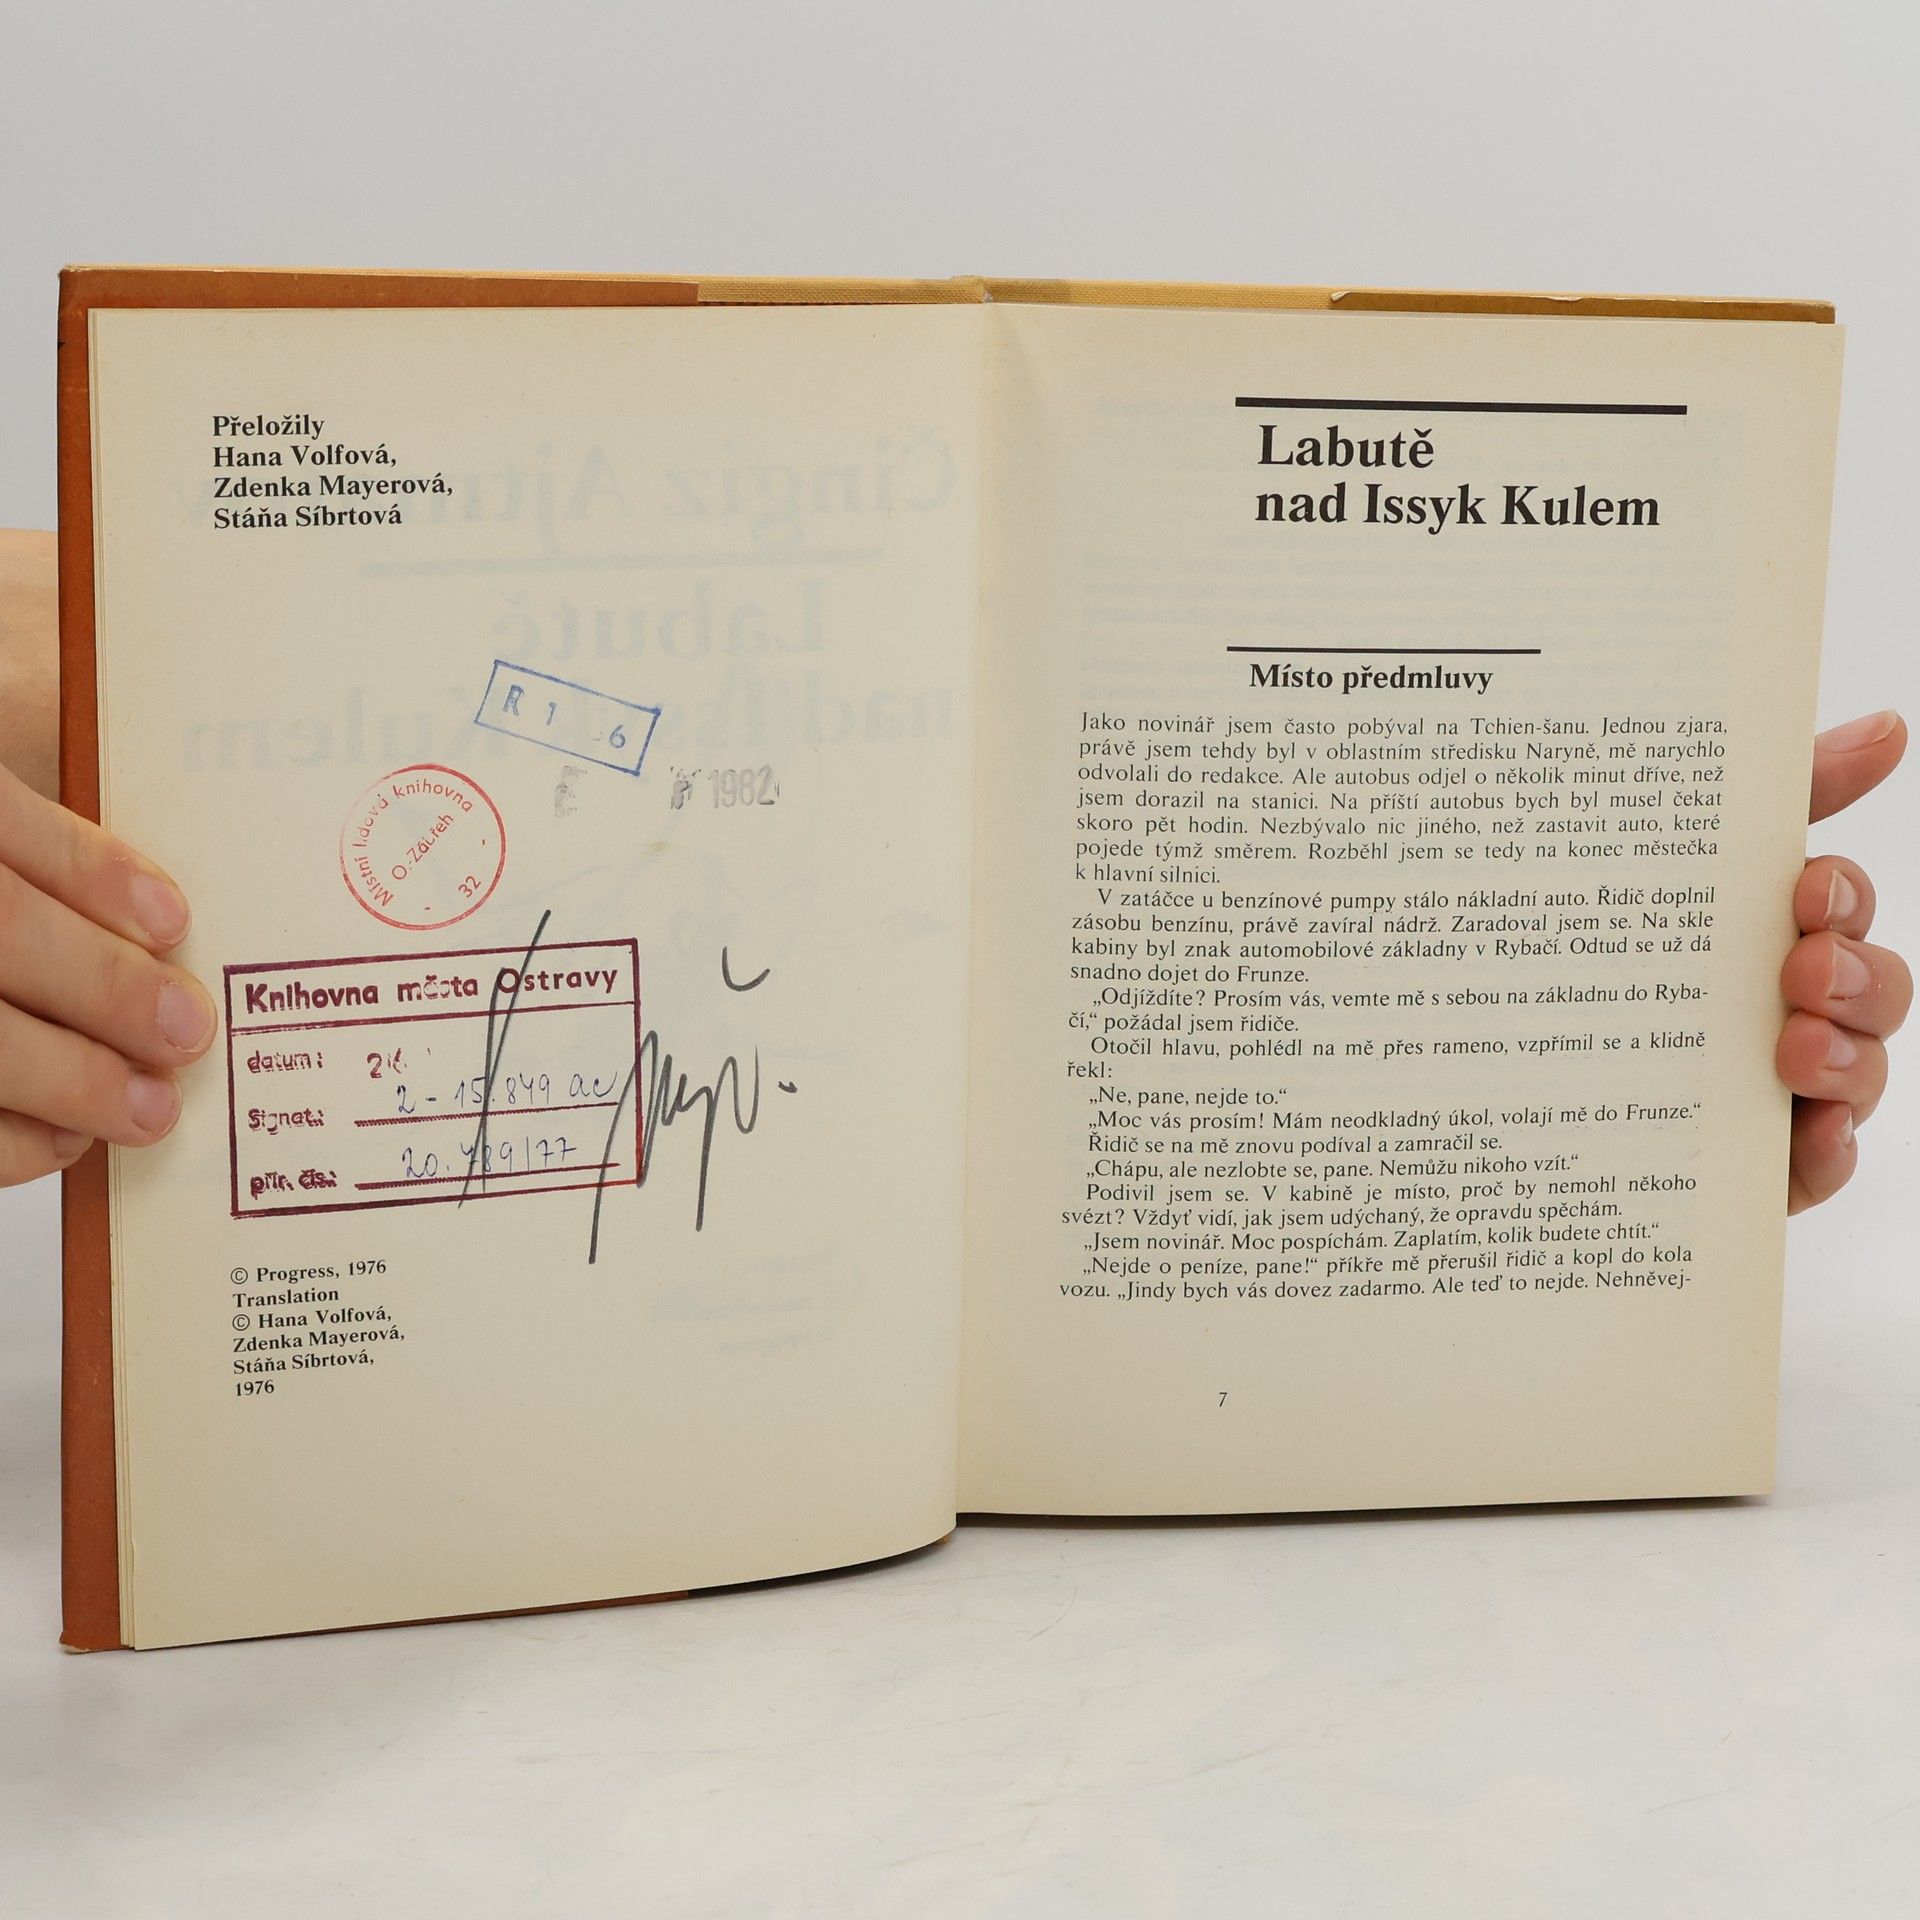 Přeložily
Hana Volfová,
Zdenka Mayerová,
Stáňa Síbrtová
R 1 6
1982
Místní lidová knihovna
O.-Zábřeh
- 32 -
Knihovna města Ostravy
datum:
Signat.: 2 - 15.849 ac
přír. čís.: 20.789/77
© Progress, 1976
Translation
© Hana Volfová,
Zdenka Mayerová,
Stáňa Síbrtová,
1976
Labutě
nad Issyk Kulem
Místo předmluvy
Jako novinář jsem často pobýval na Tchien-šanu. Jednou zjara,
právě jsem tehdy byl v oblastním středisku Naryně, mě narychlo
odvolali do redakce. Ale autobus odjel o několik minut dříve, než
jsem dorazil na stanici. Na příští autobus bych byl musel čekat
skoro pět hodin. Nezbývalo nic jiného, než zastavit auto, které
pojede týmž směrem. Rozběhl jsem se tedy na konec městečka
k hlavní silnici.
V zatáčce u benzínové pumpy stálo nákladní auto. Řidič doplnil
zásobu benzínu, právě zavíral nádrž. Zaradoval jsem se. Na skle
kabiny byl znak automobilové základny v Rybačí. Odtud se už dá
snadno dojet do Frunze.
„Odjíždíte? Prosím vás, vemte mě s sebou na základnu do Ryba-
čí,“ požádal jsem řidiče.
Otočil hlavu, pohlédl na mě přes rameno, vzpřímil se a klidně
řekl:
„Ne, pane, nejde to.“
„Moc vás prosím! Mám neodkladný úkol, volají mě do Frunze.“
Řidič se na mě znovu podíval a zamračil se.
„Chápu, ale nezlobte se, pane. Nemůžu nikoho vzít.“
Podivil jsem se. V kabině je místo, proč by nemohl někoho
svézt? Vždyť vidí, jak jsem udýchaný, že opravdu spěchám.
„Jsem novinář. Moc pospíchám. Zaplatím, kolik budete chtít.“
„Nejde o peníze, pane!“ příkře mě přerušil řidič a kopl do kola
vozu. „Jindy bych vás dovez zadarmo. Ale teď to nejde. Nehněvej-
7